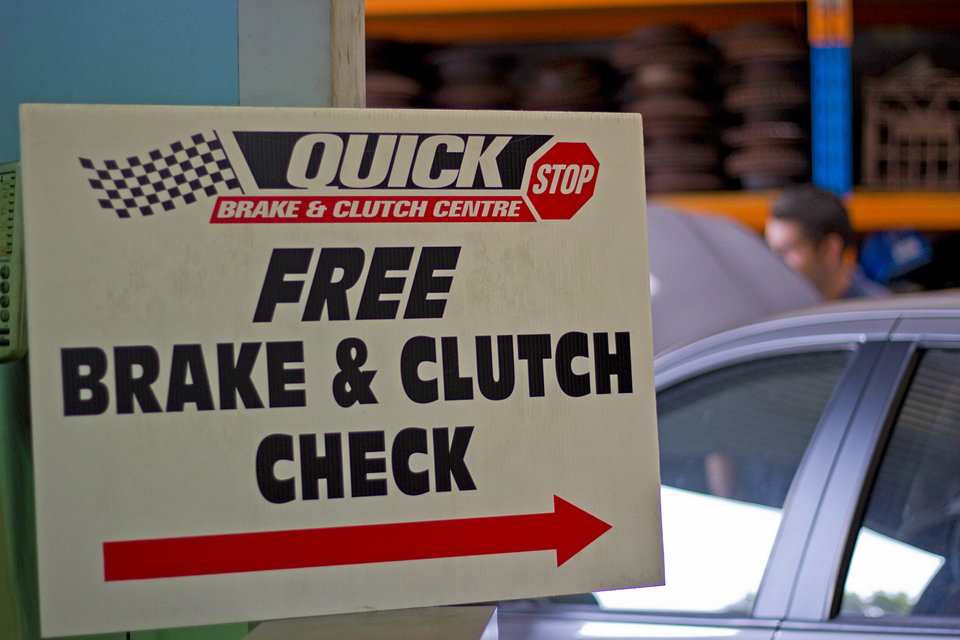 QUICK STOP
BRAKE & CLUTCH CENTRE
FREE
BRAKE & CLUTCH
CHECK